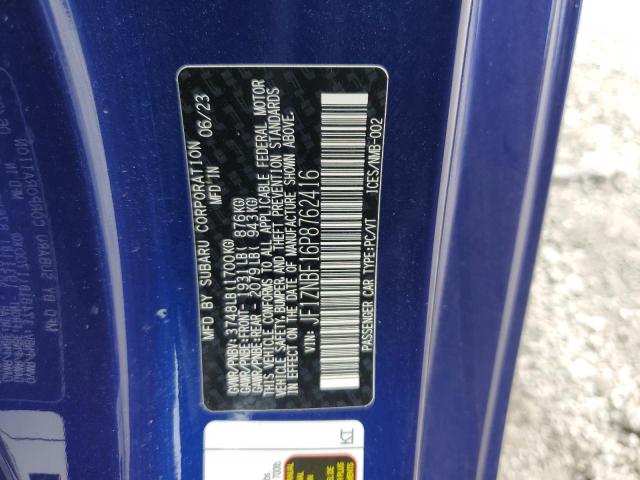 MFD BY SUBARU CORPORATION 06/23
GVWR/PNBV: 3748LB(1700KG) MFD IN
GAWR/PNBE:FRONT- 1931LB( 876KG)
GAWR/PNBE:REAR - 2079LB( 943KG)
THIS VEHICLE CONFORMS TO ALL APPLICABLE FEDERAL MOTOR
VEHICLE SAFETY, BUMPER, AND THEFT PREVENTION STANDARDS
IN EFFECT ON THE DATE OF MANUFACTURE SHOWN ABOVE.
VIN: JF1ZNBE16P8762416
PASSENGER CAR TYPE:PC/VT ICES/NMB-002
KT